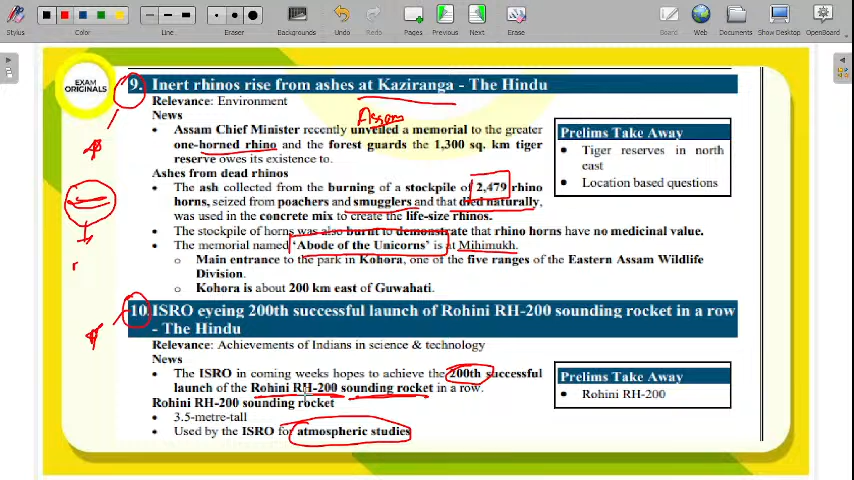 Stylus
Color
Line
Eraser
Backgrounds
Undo
Redo
Pages
Previous
Next
Erase
Board
Web
Documents
Show Desktop
OpenBoard
EXAM
ORIGINALS
9. Inert rhinos rise from ashes at Kaziranga - The Hindu
Relevance: Environment
Assam
News
• Assam Chief Minister recently unveiled a memorial to the greater
one-horned rhino and the forest guards the 1,300 sq. km tiger
reserve owes its existence to.
Ashes from dead rhinos
• The ash collected from the burning of a stockpile of 2,479 rhino
horns, seized from poachers and smugglers and that died naturally,
was used in the concrete mix to create the life-size rhinos.
• The stockpile of horns was also burnt to demonstrate that rhino horns have no medicinal value.
• The memorial named ‘Abode of the Unicorns’ is at Mihimukh.
o Main entrance to the park in Kohora, one of the five ranges of the Eastern Assam Wildlife
Division.
o Kohora is about 200 km east of Guwahati.
Prelims Take Away
• Tiger reserves in north
east
• Location based questions
10. ISRO eyeing 200th successful launch of Rohini RH-200 sounding rocket in a row
- The Hindu
Relevance: Achievements of Indians in science & technology
News
• The ISRO in coming weeks hopes to achieve the 200th successful
launch of the Rohini RH-200 sounding rocket in a row.
Rohini RH-200 sounding rocket
• 3.5-metre-tall
• Used by the ISRO for atmospheric studies
Prelims Take Away
• Rohini RH-200